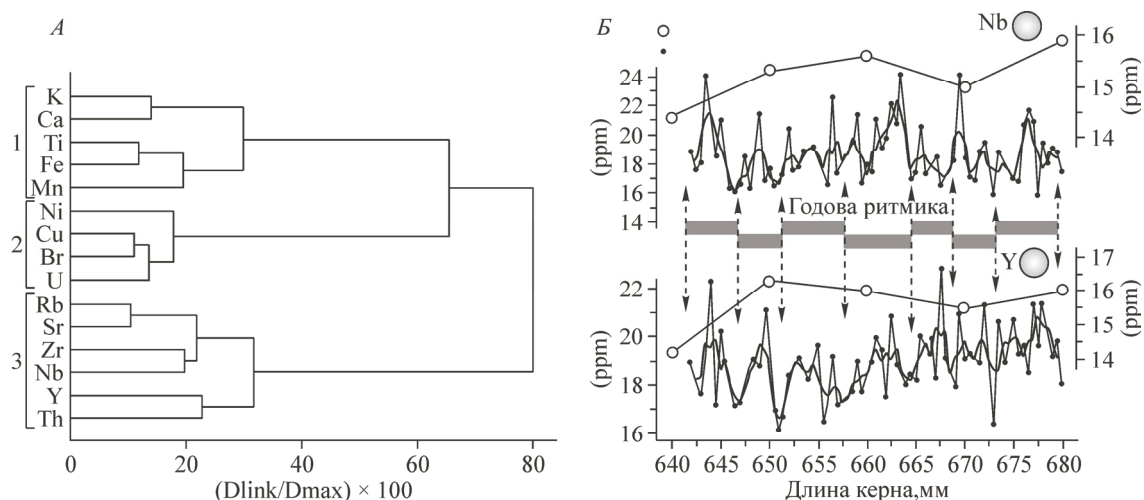 А
1
K
Ca
Ti
Fe
Mn
2
Ni
Cu
Br
U
3
Rb
Sr
Zr
Nb
Y
Th
0 20 40 60 80
(Dlink/Dmax) × 100
Б
Nb
24
22
20
18
16
14
(ppm)
16
15
14
(ppm)
Годова ритмика
Y
22
20
18
16
(ppm)
17
16
15
14
(ppm)
640 645 650 655 660 665 670 675 680
Длина керна,мм